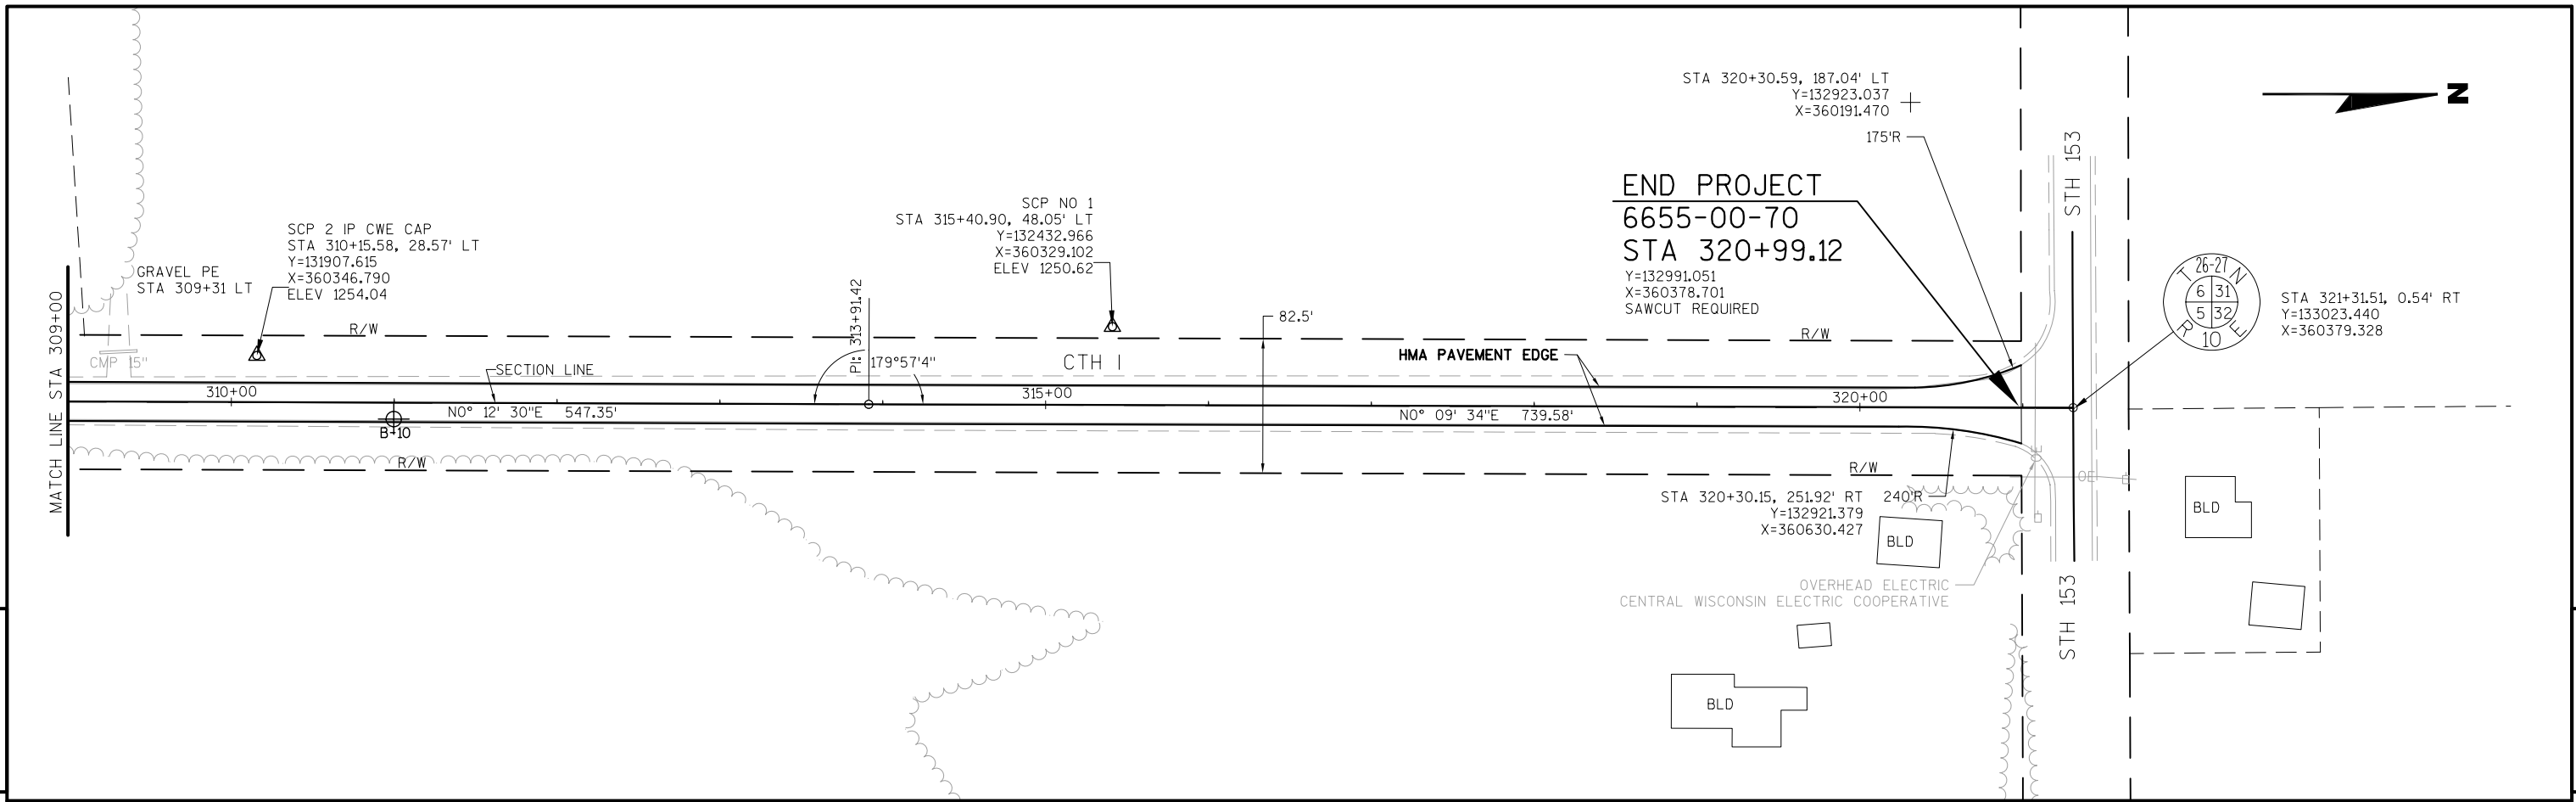 MATCH LINE STA 309+00
GRAVEL PE
STA 309+31 LT
CMP 15"
SCP 2 IP CWE CAP
STA 310+15.58, 28.57' LT
Y=131907.615
X=360346.790
ELEV 1254.04
R/W
310+00
SECTION LINE
N0° 12' 30"E 547.35'
B-10
R/W
PI: 313+91.42
179°57'4"
SCP NO 1
STA 315+40.90, 48.05' LT
Y=132432.966
X=360329.102
ELEV 1250.62
CTH I
315+00
82.5'
HMA PAVEMENT EDGE
N0° 09' 34"E 739.58'
STA 320+30.59, 187.04' LT
Y=132923.037
X=360191.470
175'R
END PROJECT
6655-00-70
STA 320+99.12
Y=132991.051
X=360378.701
SAWCUT REQUIRED
R/W
320+00
R/W
STA 320+30.15, 251.92' RT 240'R
Y=132921.379
X=360630.427
BLD
OVERHEAD ELECTRIC
CENTRAL WISCONSIN ELECTRIC COOPERATIVE
BLD
STH 153
STH 153
OE
OE
T 26-27 N
6 31
5 32
R 10 E
STA 321+31.51, 0.54' RT
Y=133023.440
X=360379.328
BLD
N